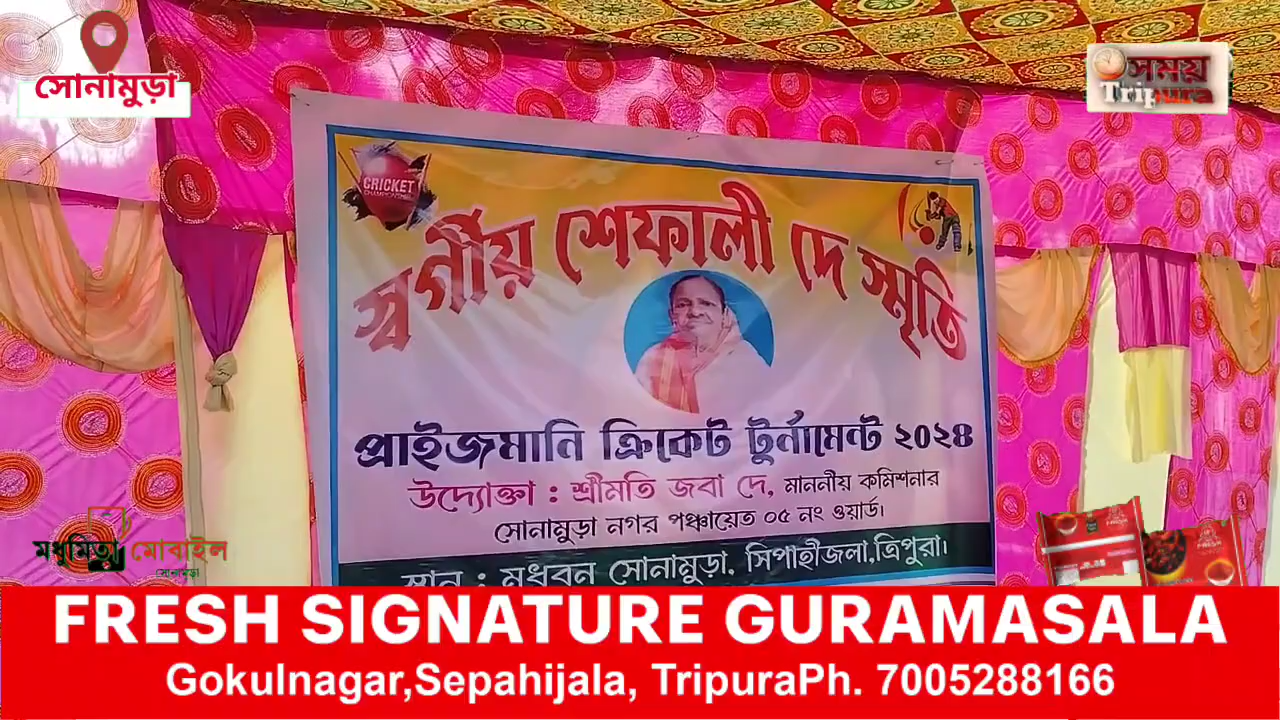 সোনামুড়া
সময়
Tripura
CRICKET
CHAMPIONSHIP
স্বর্গীয় শেফালী দে স্মৃতি
প্রাইজমানি ক্রিকেট টুর্নামেন্ট ২০২৪
উদ্যোক্তা : শ্রীমতি জবা দে, মাননীয় কমিশনার
সোনামুড়া নগর পঞ্চায়েত ০৫ নং ওয়ার্ড।
স্থান : মধুবন সোনামুড়া, সিপাহীজলা,ত্রিপুরা।
মধুমিতা মোবাইল
সোনামুড়া
FRESH SIGNATURE GURAMASALA
Gokulnagar,Sepahijala, TripuraPh. 7005288166